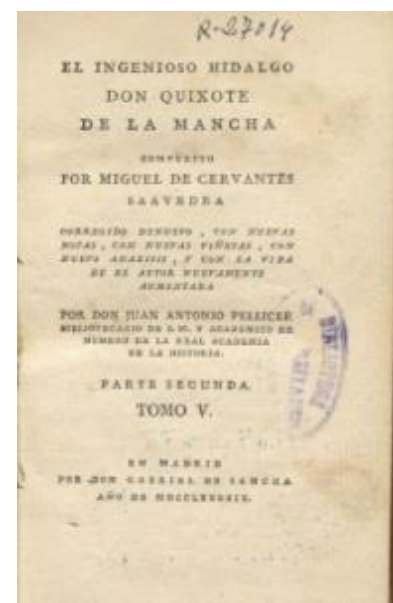 R-27014
EL INGENIOSO HIDALGO
DON QUIXOTE
DE LA MANCHA
COMPUESTO
POR MIGUEL DE CERVANTES
SAAVEDRA
CORREGIDO DENUEVO, CON NUEVAS
NOTAS, CON NUEVAS VIÑETAS, CON
NUEVO ANALISIS, Y CON LA VIDA
DE EL AUTOR NUEVAMENTE
AUMENTADA
POR DON JUAN ANTONIO PELLICER
BIBLIOTECARIO DE S.M. Y ACADEMICO DE
NUMERO DE LA REAL ACADEMIA
DE LA HISTORIA.
PARTE SEGUNDA.
TOMO V.
EN MADRID
POR DON GABRIEL DE SANCHA
AÑO DE